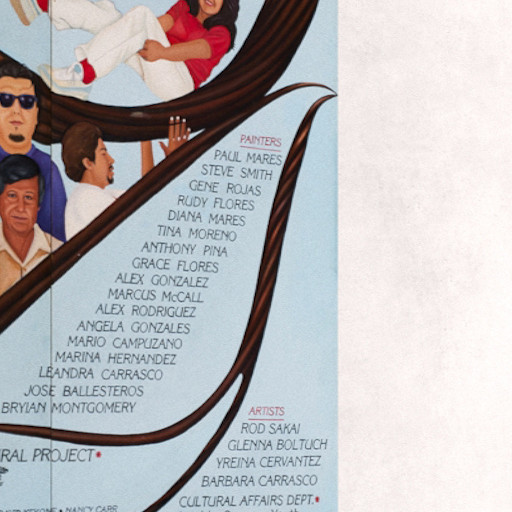 PAINTERS
PAUL MARES
STEVE SMITH
GENE ROJAS
RUDY FLORES
DIANA MARES
TINA MORENO
ANTHONY PINA
GRACE FLORES
ALEX GONZALEZ
MARCUS McCALL
ALEX RODRIGUEZ
ANGELA GONZALES
MARIO CAMPUZANO
MARINA HERNANDEZ
LEANDRA CARRASCO
JOSE BALLESTEROS
BRYIAN MONTGOMERY
RAL PROJECT*
ARTISTS
ROD SAKAI
GLENNA BOLTUCH
YREINA CERVANTEZ
BARBARA CARRASCO
CULTURAL AFFAIRS DEPT.*
NANCY CARR